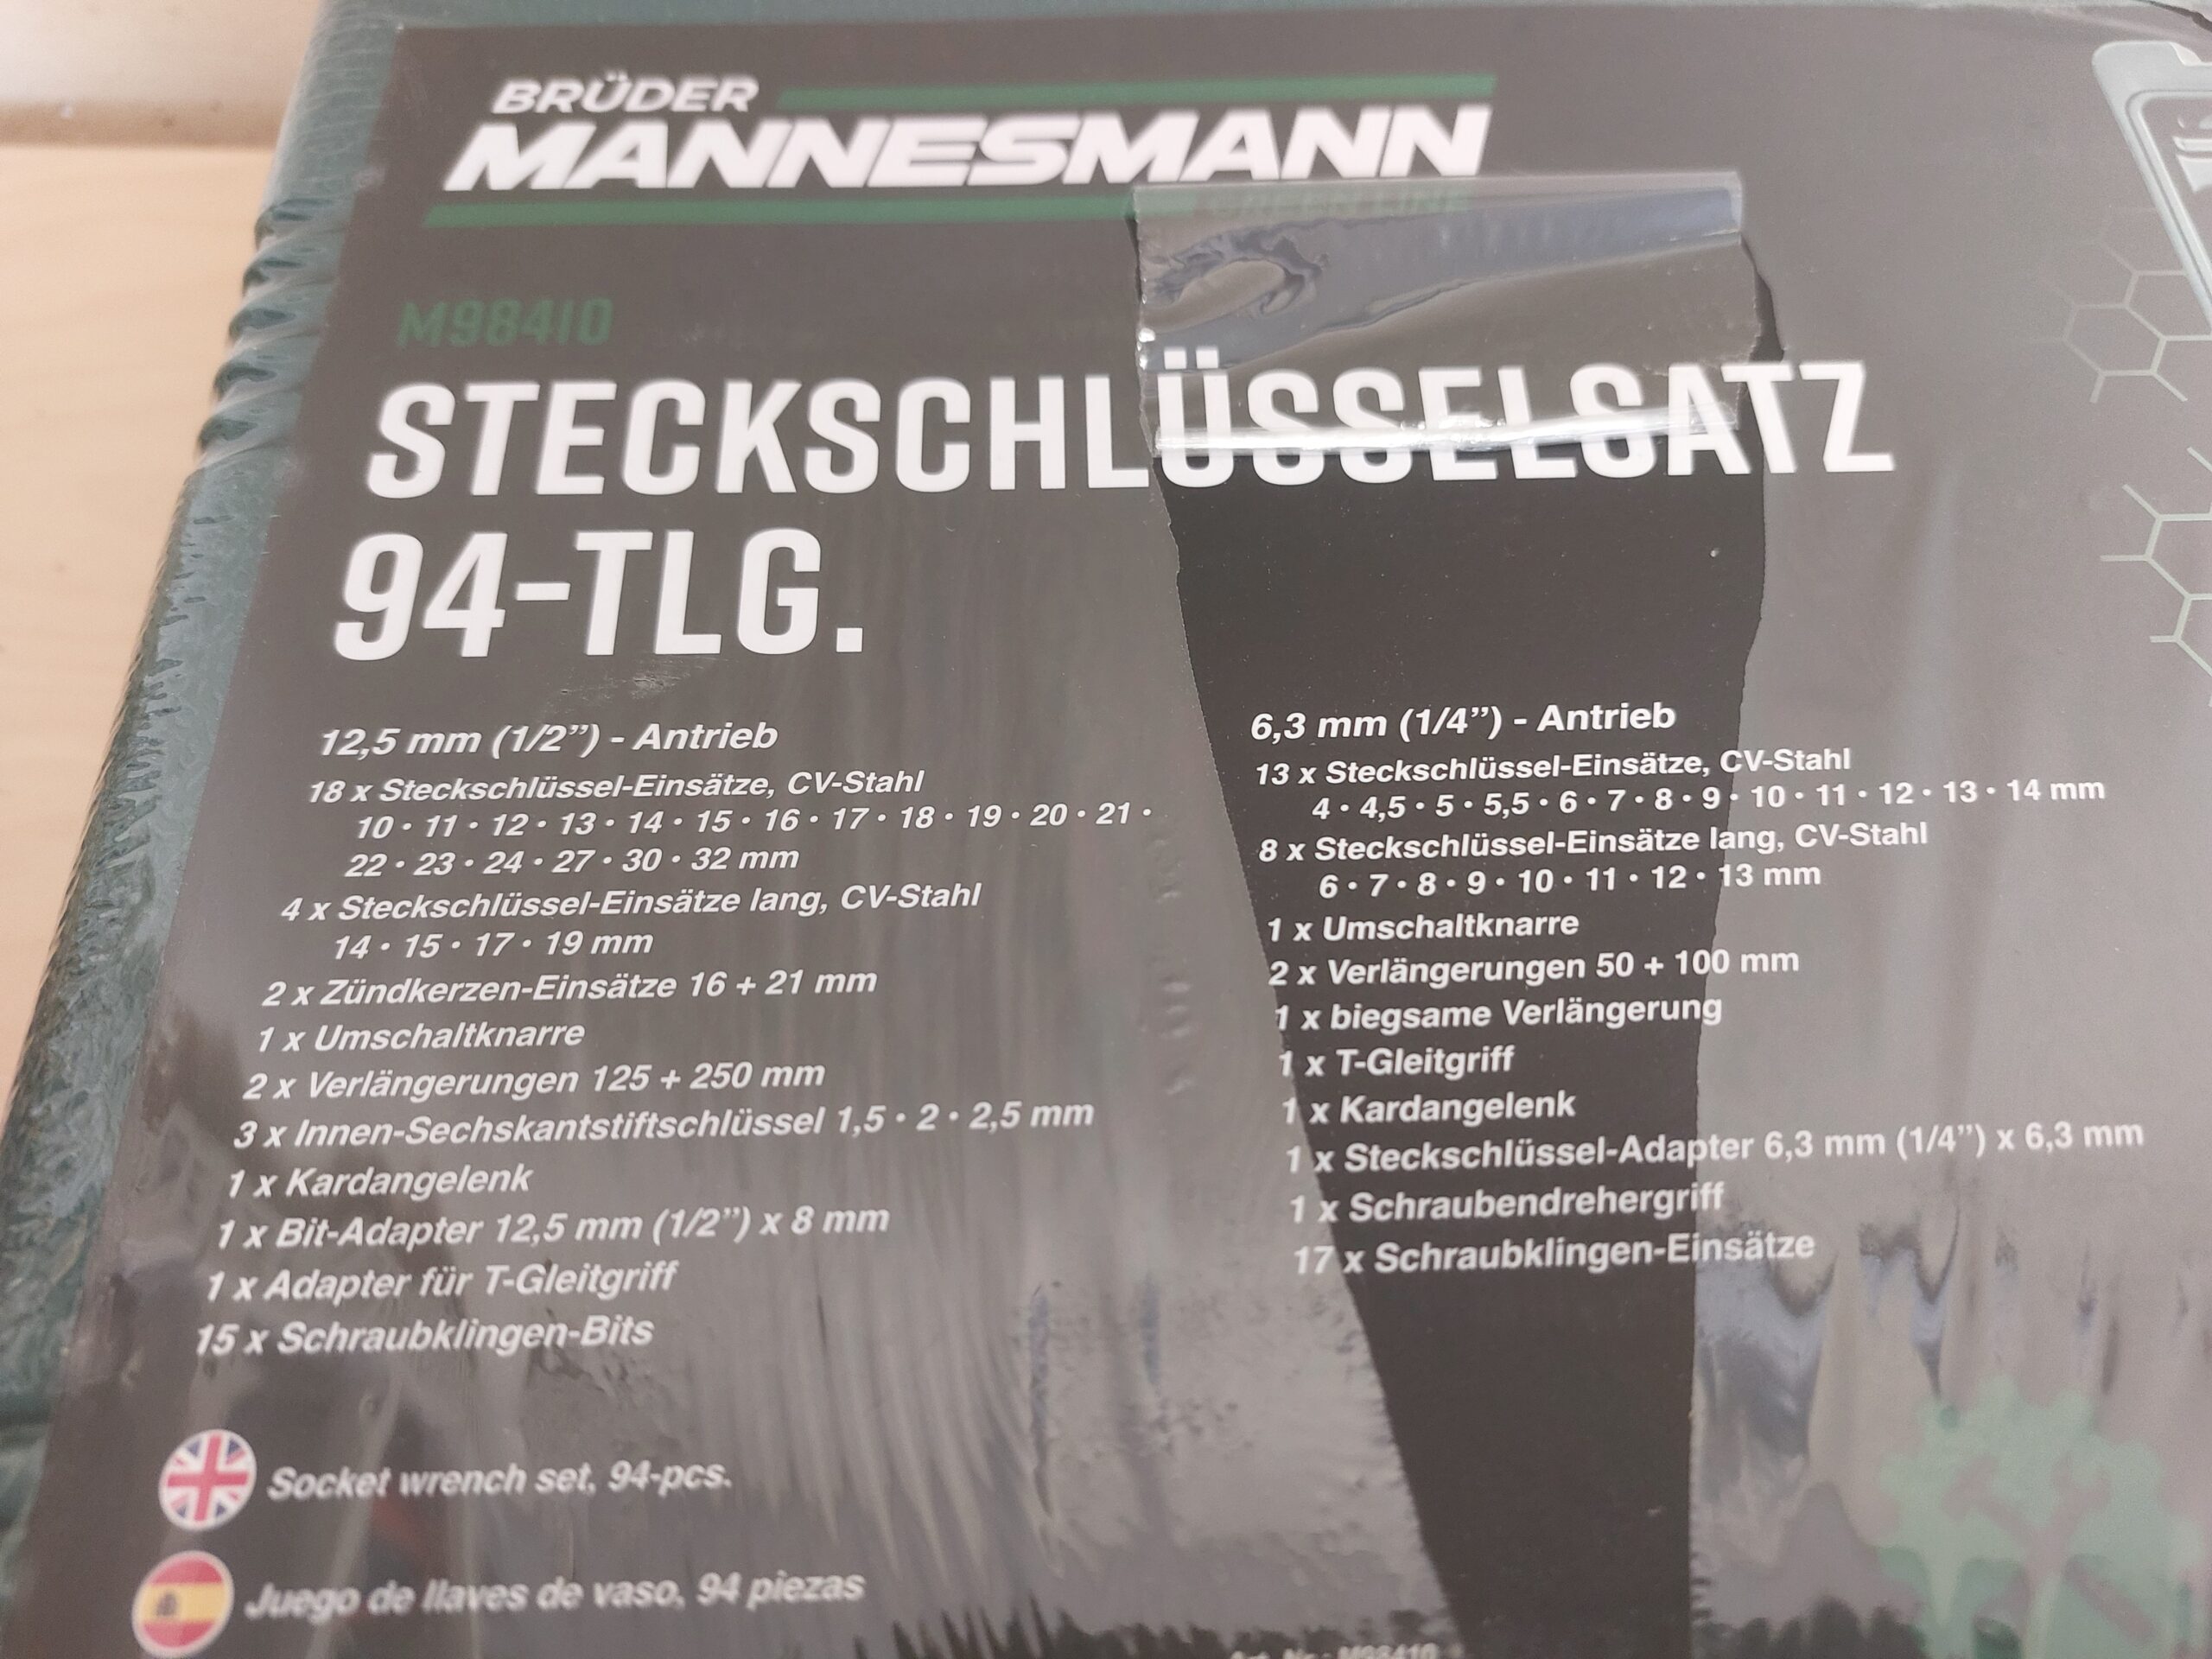 BRÜDER
MANNESMANN
GREEN LINE
M98410
STECKSCHLÜSSELSATZ
94-TLG.
12,5 mm (1/2”) - Antrieb
18 x Steckschlüssel-Einsätze, CV-Stahl
10 • 11 • 12 • 13 • 14 • 15 • 16 • 17 • 18 • 19 • 20 • 21 •
22 • 23 • 24 • 27 • 30 • 32 mm
4 x Steckschlüssel-Einsätze lang, CV-Stahl
14 • 15 • 17 • 19 mm
2 x Zündkerzen-Einsätze 16 + 21 mm
1 x Umschaltknarre
2 x Verlängerungen 125 + 250 mm
3 x Innen-Sechskantstiftschlüssel 1,5 • 2 • 2,5 mm
1 x Kardangelenk
1 x Bit-Adapter 12,5 mm (1/2”) x 8 mm
1 x Adapter für T-Gleitgriff
15 x Schraubklingen-Bits
6,3 mm (1/4”) - Antrieb
13 x Steckschlüssel-Einsätze, CV-Stahl
4 • 4,5 • 5 • 5,5 • 6 • 7 • 8 • 9 • 10 • 11 • 12 • 13 • 14 mm
8 x Steckschlüssel-Einsätze lang, CV-Stahl
6 • 7 • 8 • 9 • 10 • 11 • 12 • 13 mm
1 x Umschaltknarre
2 x Verlängerungen 50 + 100 mm
1 x biegsame Verlängerung
1 x T-Gleitgriff
1 x Kardangelenk
1 x Steckschlüssel-Adapter 6,3 mm (1/4”) x 6,3 mm
1 x Schraubendrehergriff
17 x Schraubklingen-Einsätze
Socket wrench set, 94-pcs.
Juego de llaves de vaso, 94 piezas
Art.-Nr.: M98410